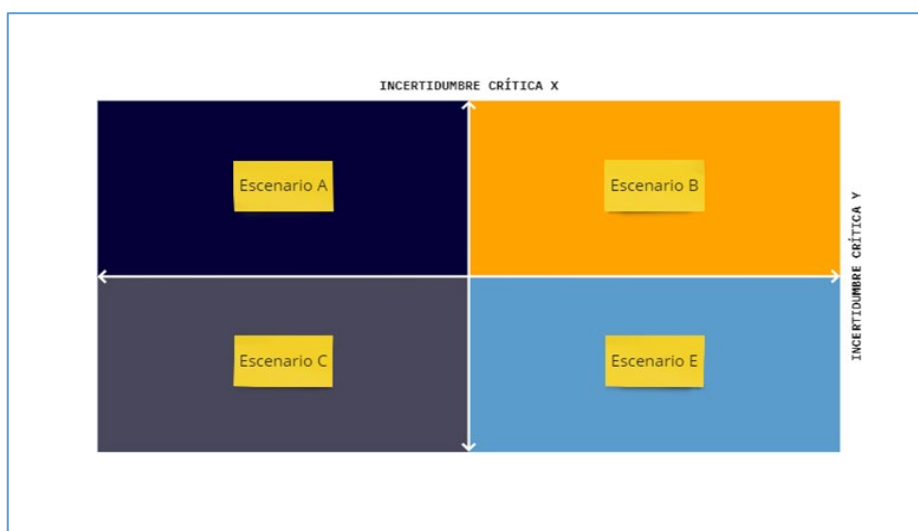 INCERTIDUMBRE CRÍTICA X
Escenario A
Escenario B
INCERTIDUMBRE CRÍTICA Y
Escenario C
Escenario E